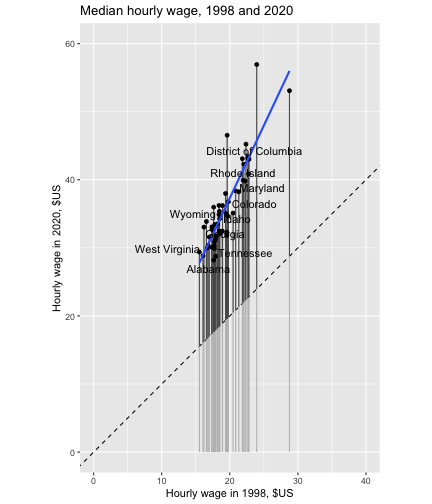 Median hourly wage, 1998 and 2020
60
40
20
0
Hourly wage in 2020, $US
District of Columbia
Rhode Island
Maryland
Colorado
Wyoming
Idaho
West Virginia
Tennessee
Alabama
0
10
20
30
40
Hourly wage in 1998, $US